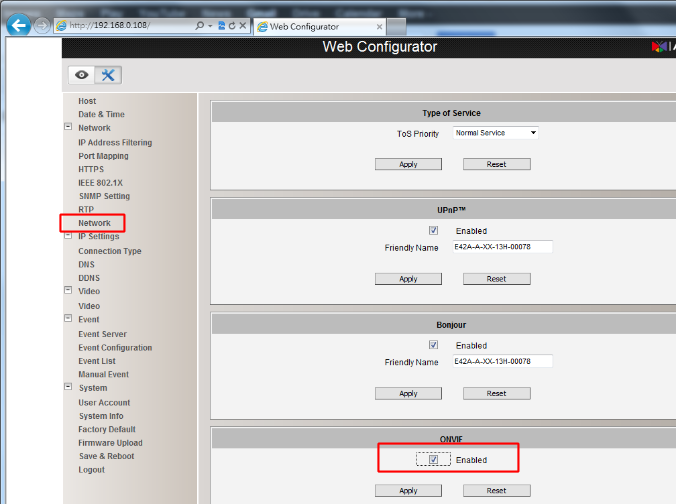 http://192.168.0.108/
Web Configurator
Web Configurator
Host
Date & Time
Network
IP Address Filtering
Port Mapping
HTTPS
IEEE 802.1X
SNMP Setting
RTP
Network
IP Settings
Connection Type
DNS
DDNS
Video
Video
Event
Event Server
Event Configuration
Event List
Manual Event
System
User Account
System Info
Factory Default
Firmware Upload
Save & Reboot
Logout
Type of Service
ToS Priority Normal Service
Apply Reset
UPnP™
Enabled
Friendly Name E42A-A-XX-13H-00078
Apply Reset
Bonjour
Enabled
Friendly Name E42A-A-XX-13H-00078
Apply Reset
ONVIF
Enabled
Apply Reset